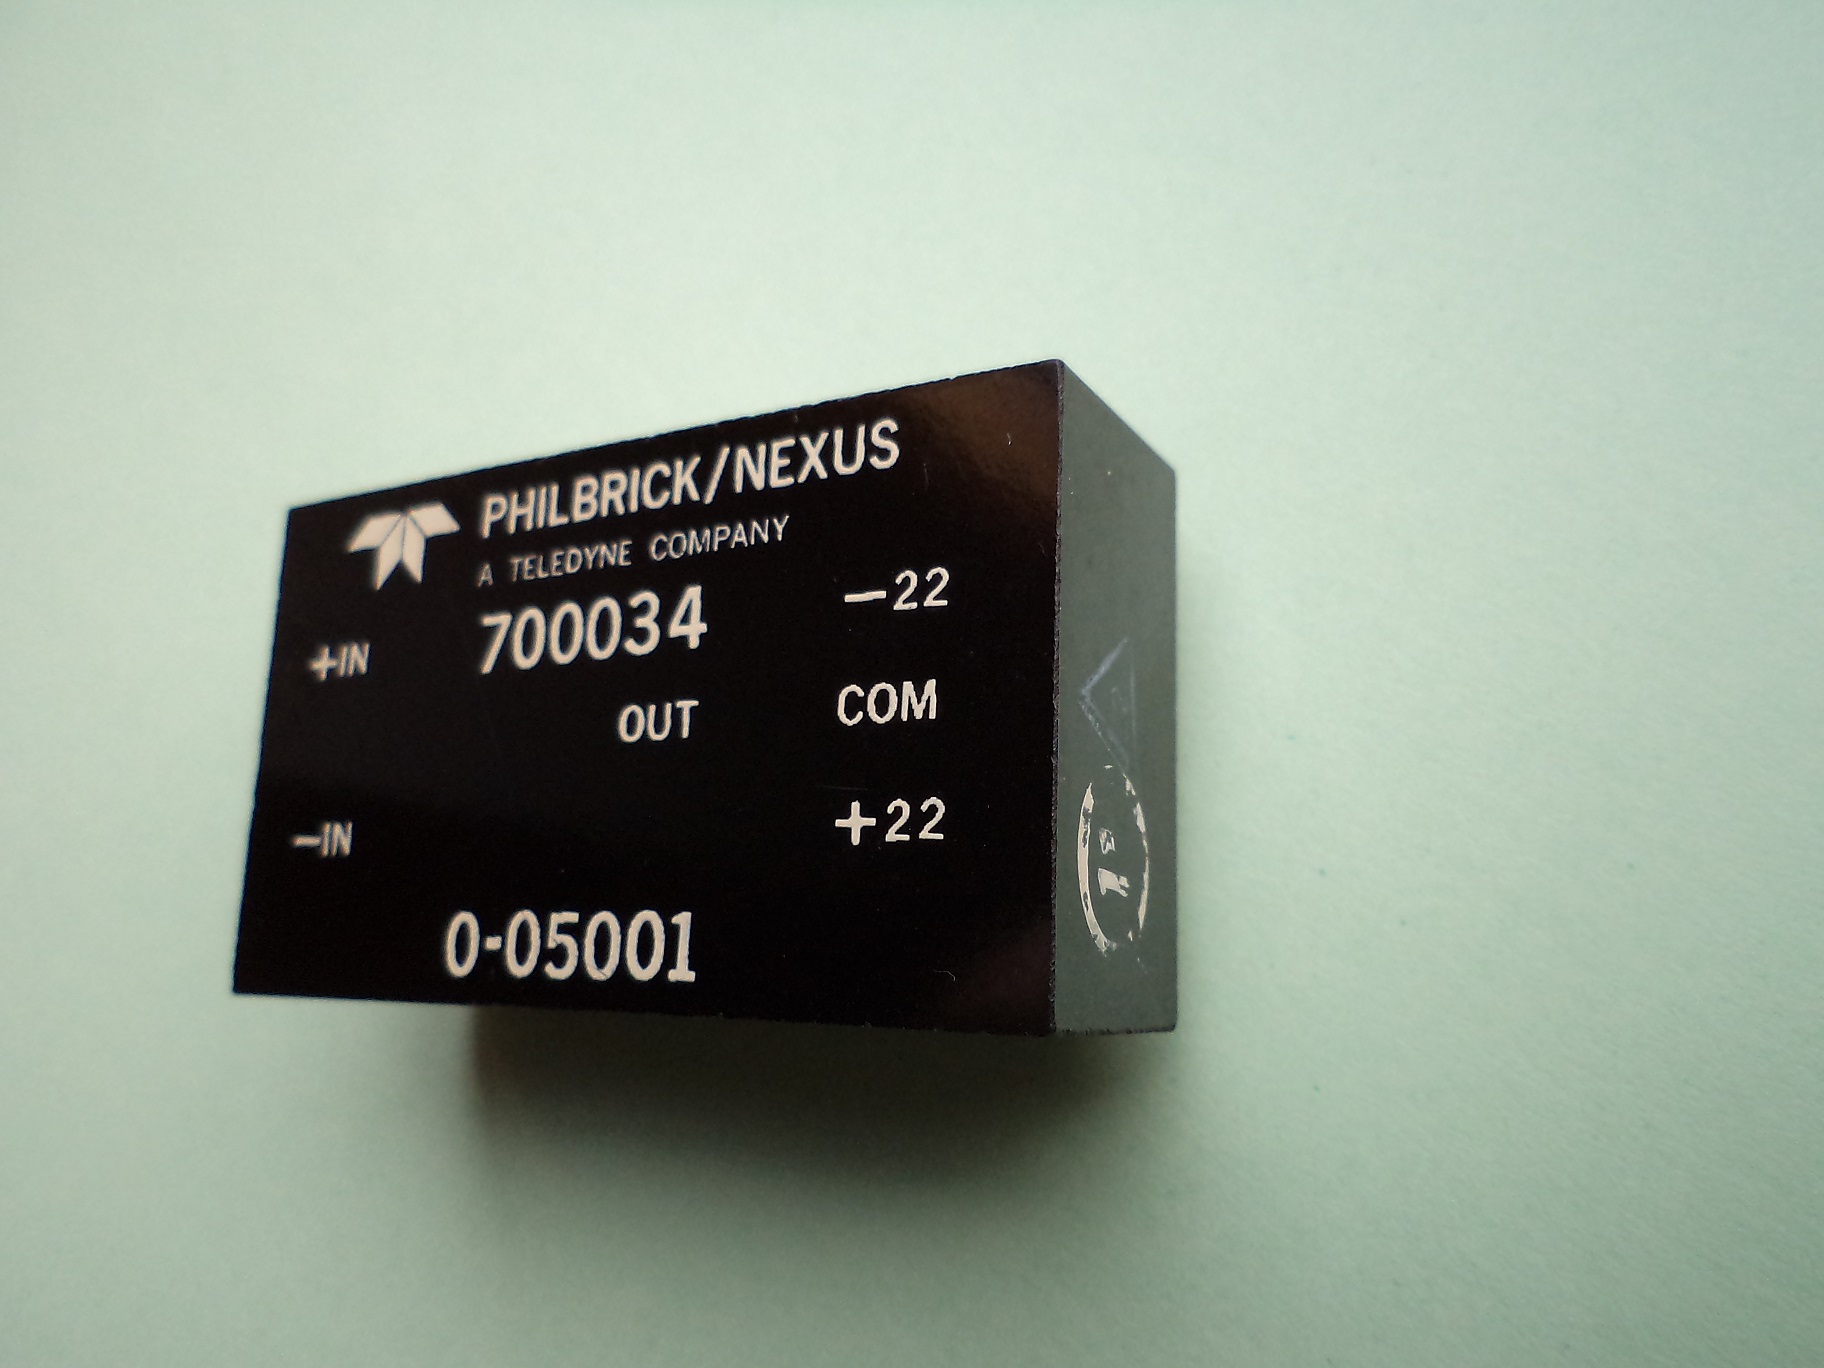 PHILBRICK/NEXUS
A TELEDYNE COMPANY
700034
-22
+IN
OUT
COM
-IN
+22
0-05001